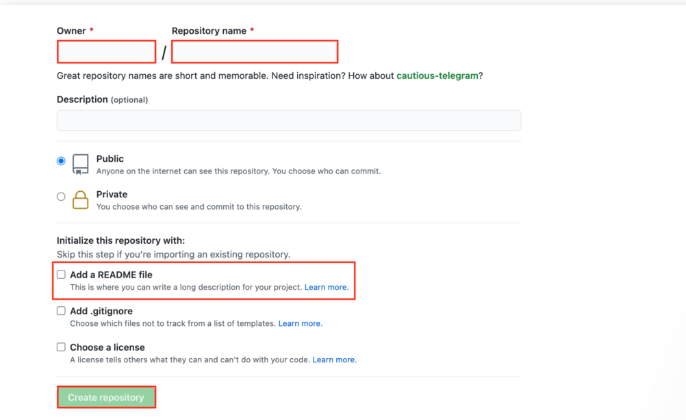 Owner * Repository name *
/
Great repository names are short and memorable. Need inspiration? How about cautious-telegram?
Description (optional)
Public
Anyone on the internet can see this repository. You choose who can commit.
Private
You choose who can see and commit to this repository.
Initialize this repository with:
Skip this step if you're importing an existing repository.
Add a README file
This is where you can write a long description for your project. Learn more.
Add .gitignore
Choose which files not to track from a list of templates. Learn more.
Choose a license
A license tells others what they can and can't do with your code. Learn more.
Create repository